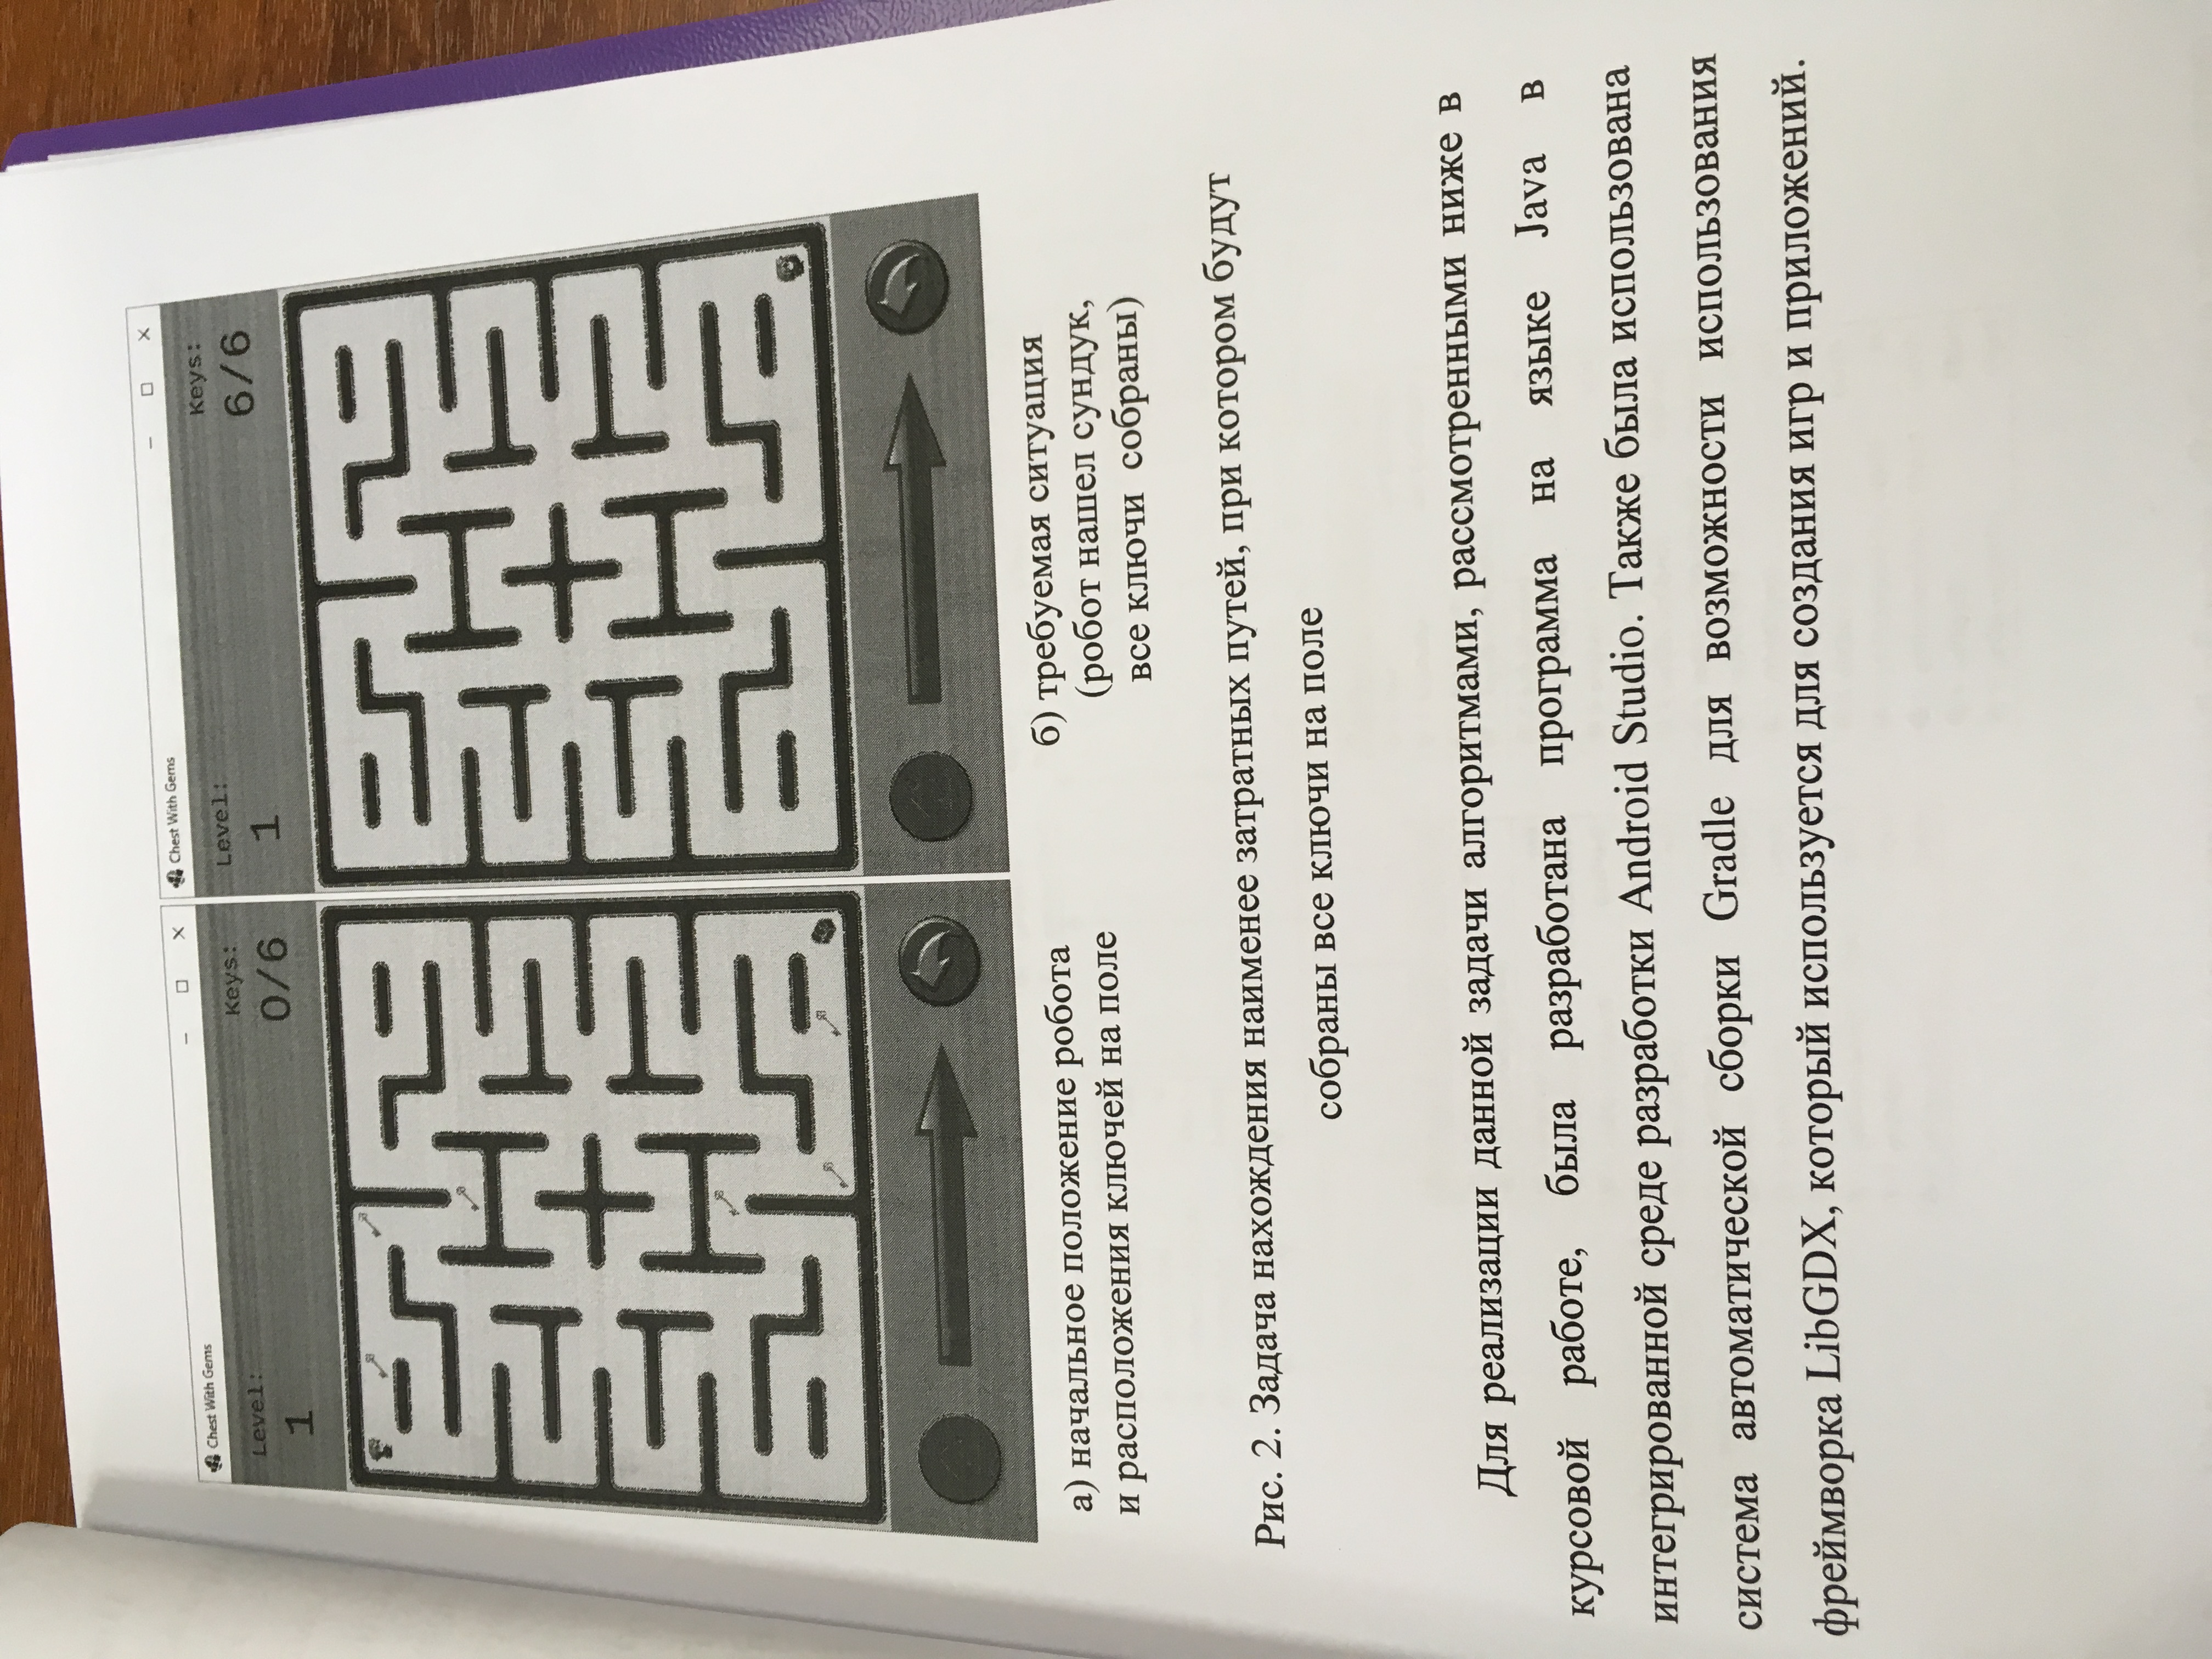 Chest With Gems
Level:
1
Keys:
0/6
Chest With Gems
Level:
1
Keys:
6/6
а) начальное положение робота
и расположения ключей на поле
б) требуемая ситуация
(робот нашел сундук,
все ключи собраны)
Рис. 2. Задача нахождения наименее затратных путей, при котором будут
собраны все ключи на поле
Для реализации данной задачи алгоритмами, рассмотренными ниже в
курсовой работе, была разработана программа на языке Java в
интегрированной среде разработки Android Studio. Также была использована
система автоматической сборки Gradle для возможности использования
фреймворка LibGDX, который используется для создания игр и приложений.